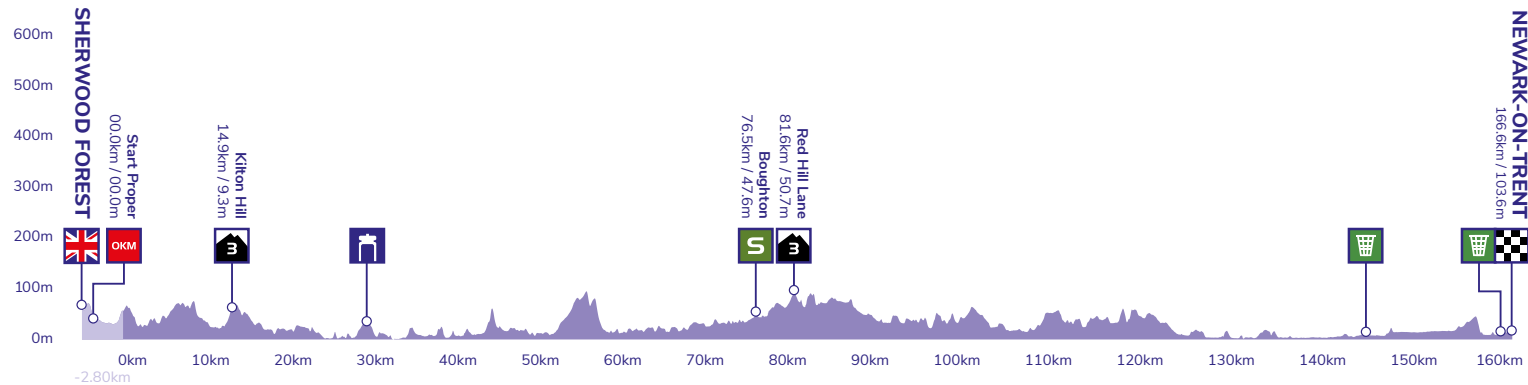 600m
500m
400m
300m
200m
100m
0m
SHERWOOD FOREST
Start Proper
00.0km / 00.0m
0KM
Kilton Hill
14.9km / 9.3m
3
Boughton
76.5km / 47.6m
S
Red Hill Lane
81.6km / 50.7m
3
NEWARK-ON-TRENT
166.6km / 103.6m
0km
10km
20km
30km
40km
50km
60km
70km
80km
90km
100km
110km
120km
130km
140km
150km
160km
-2.80km